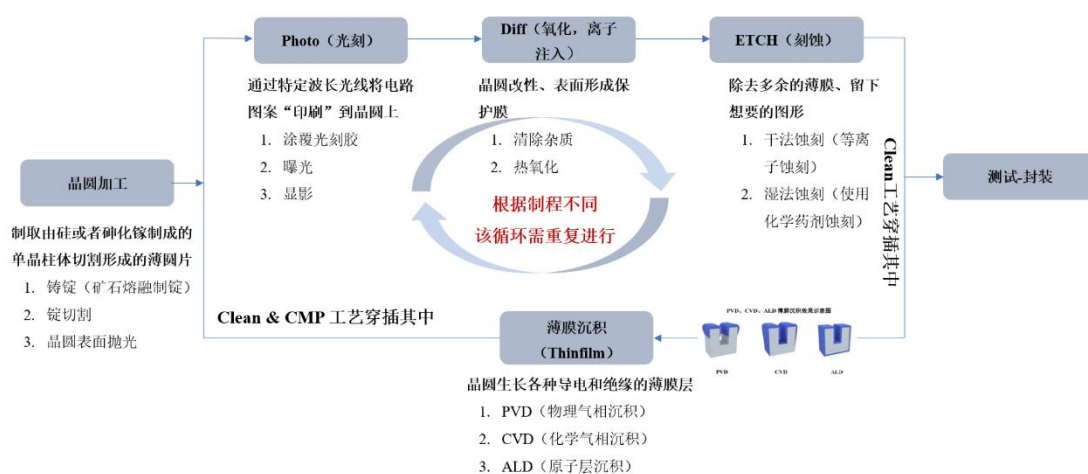 Photo（光刻）
Diff（氧化，离子
注入）
ETCH（刻蚀）
通过特定波长光线将电路
图案“印刷”到晶圆上
1. 涂覆光刻胶
2. 曝光
3. 显影
晶圆改性、表面形成保
护膜
1. 清除杂质
2. 热氧化
除去多余的薄膜、留下
想要的图形
1. 干法蚀刻（等离
子蚀刻）
2. 湿法蚀刻（使用
化学药剂蚀刻）
Clean工艺穿插其中
晶圆加工
测试-封装
根据制程不同
该循环需重复进行
制取由硅或者砷化镓制成的
单晶柱体切割形成的薄圆片
1. 铸锭（矿石熔融制锭）
2. 锭切割
3. 晶圆表面抛光
Clean & CMP 工艺穿插其中
薄膜沉积
（Thinfilm）
PVD、CVD、ALD 薄膜沉积效果示意图
PVD
CVD
ALD
晶圆生长各种导电和绝缘的薄膜层
1. PVD（物理气相沉积）
2. CVD（化学气相沉积）
3. ALD（原子层沉积）